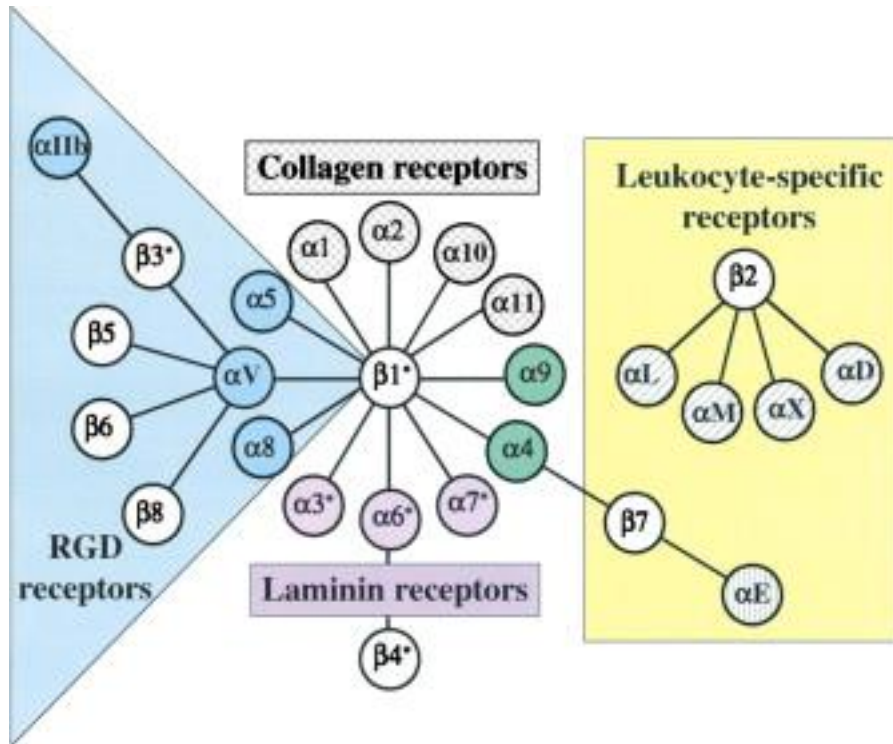 αIIb
β3*
β5
αV
β6
β8
RGD
receptors
α5
α8
Collagen receptors
α1
α2
α10
α11
β1*
α9
α4
α3*
α6*
α7*
Laminin receptors
β4*
Leukocyte-specific
receptors
β2
αL
αM
αX
αD
β7
αE